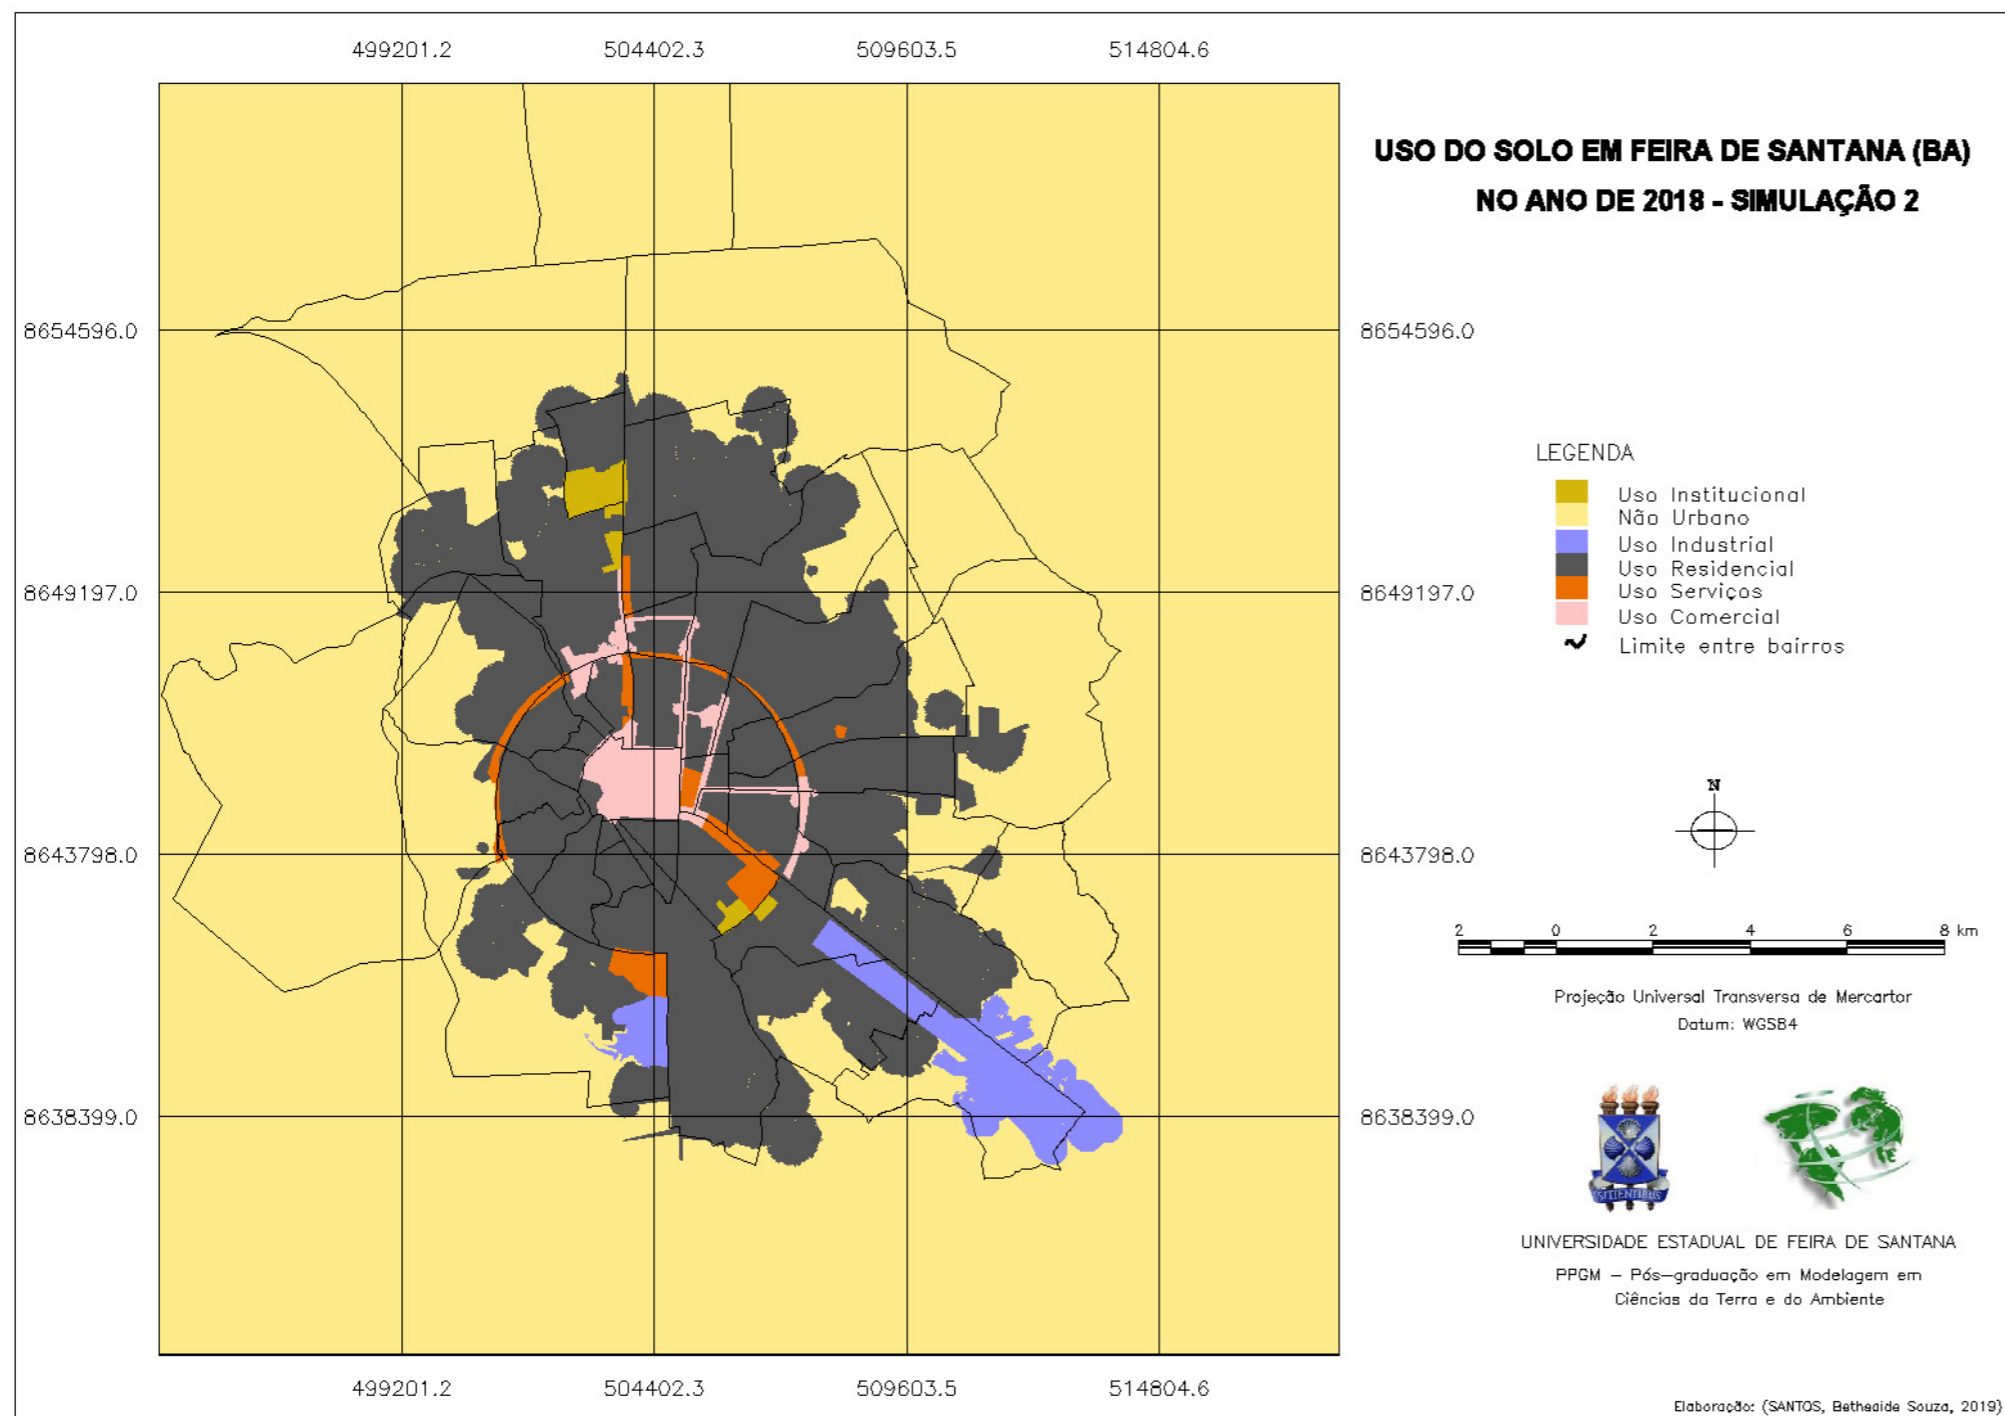 499201.2 504402.3 509603.5 514804.6
USO DO SOLO EM FEIRA DE SANTANA (BA)
NO ANO DE 2018 - SIMULAÇÃO 2
8654596.0 8654596.0
LEGENDA
Uso Institucional
Não Urbano
Uso Industrial
Uso Residencial
Uso Serviços
Uso Comercial
Limite entre bairros
8649197.0 8649197.0
N
8643798.0 8643798.0
2 0 2 4 6 8 km
Projeção Universal Transversa de Mercartor
Datum: WGS84
8638399.0 8638399.0
SITIENTIBUS
UNIVERSIDADE ESTADUAL DE FEIRA DE SANTANA
PPGM – Pós-graduação em Modelagem em
Ciências da Terra e do Ambiente
499201.2 504402.3 509603.5 514804.6
Elaboração: (SANTOS, Betheaide Souza, 2019)